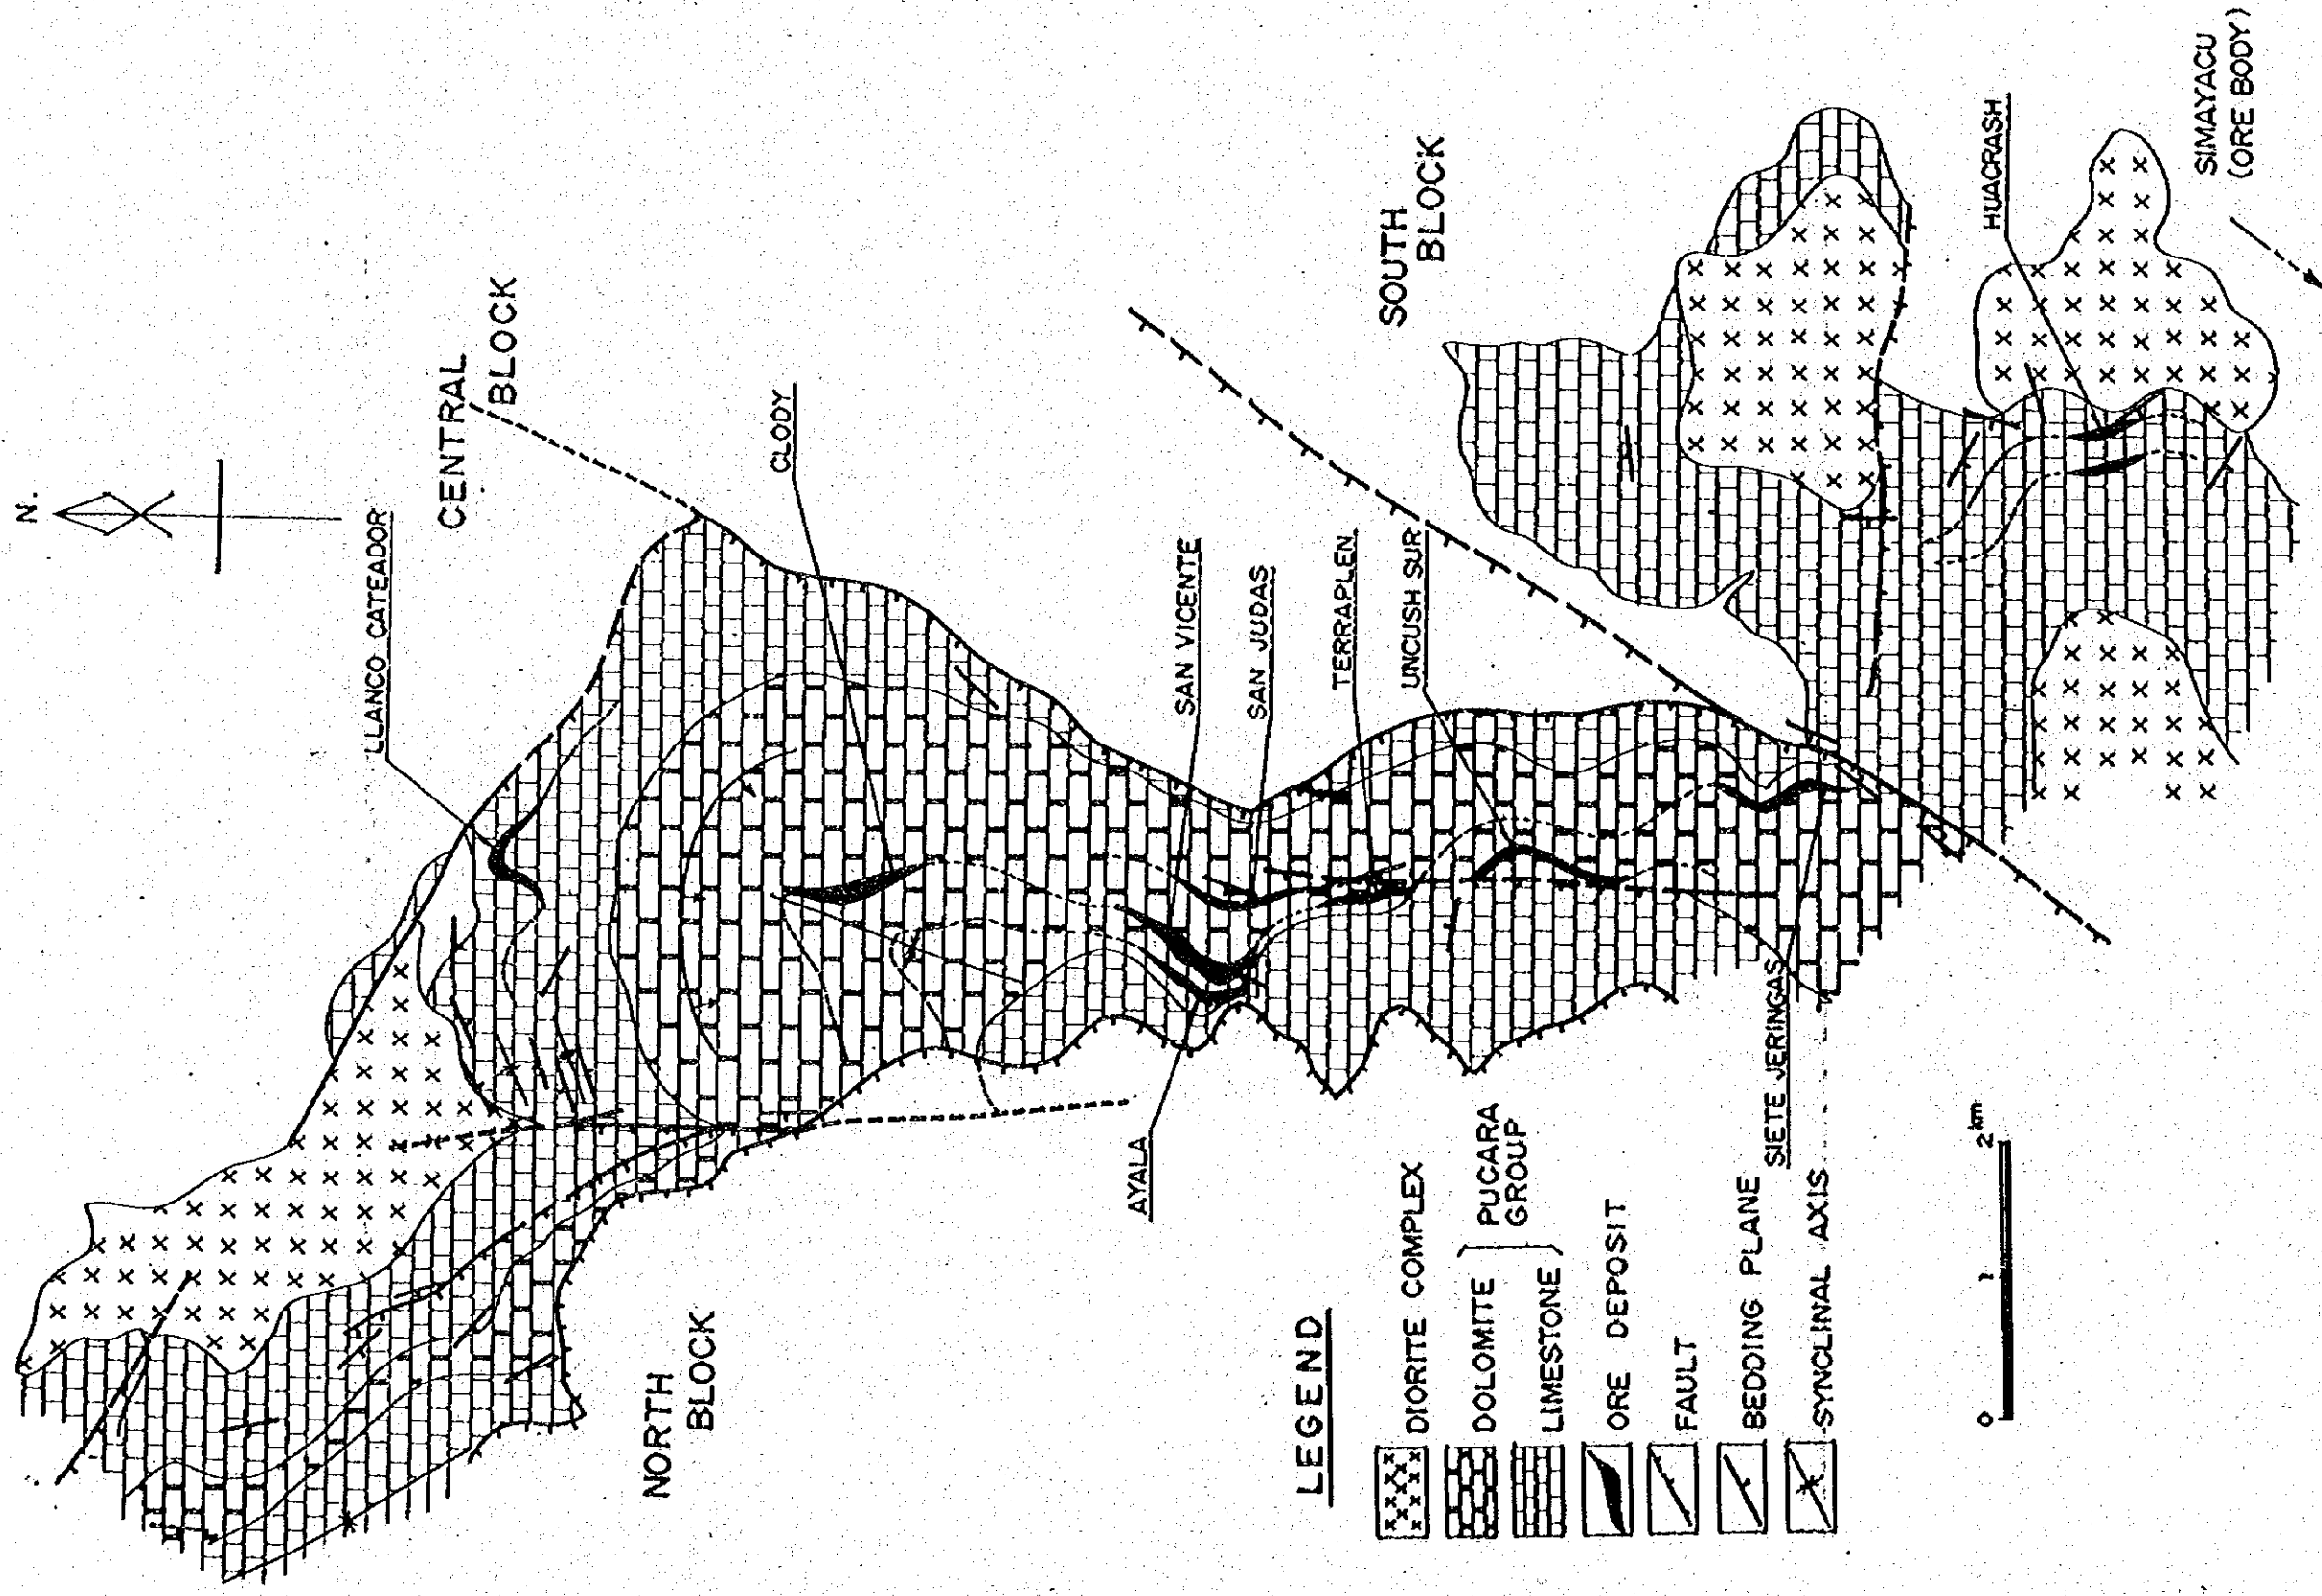 N.
LLANCO CATEADOR
CENTRAL
BLOCK
CLODY
SAN VICENTE
SAN JUDAS
TERRAPLEN
UNCUSH SUR
SOUTH
BLOCK
HUACRASH
SIMAYACU
(ORE BODY)
NORTH
BLOCK
AYALA
SIETE JERINGAS
LEGEND
DIORITE COMPLEX
DOLOMITE
LIMESTONE
PUCARA
GROUP
ORE DEPOSIT
FAULT
BEDDING PLANE
SYNCLINAL AXIS
0 1 2 km